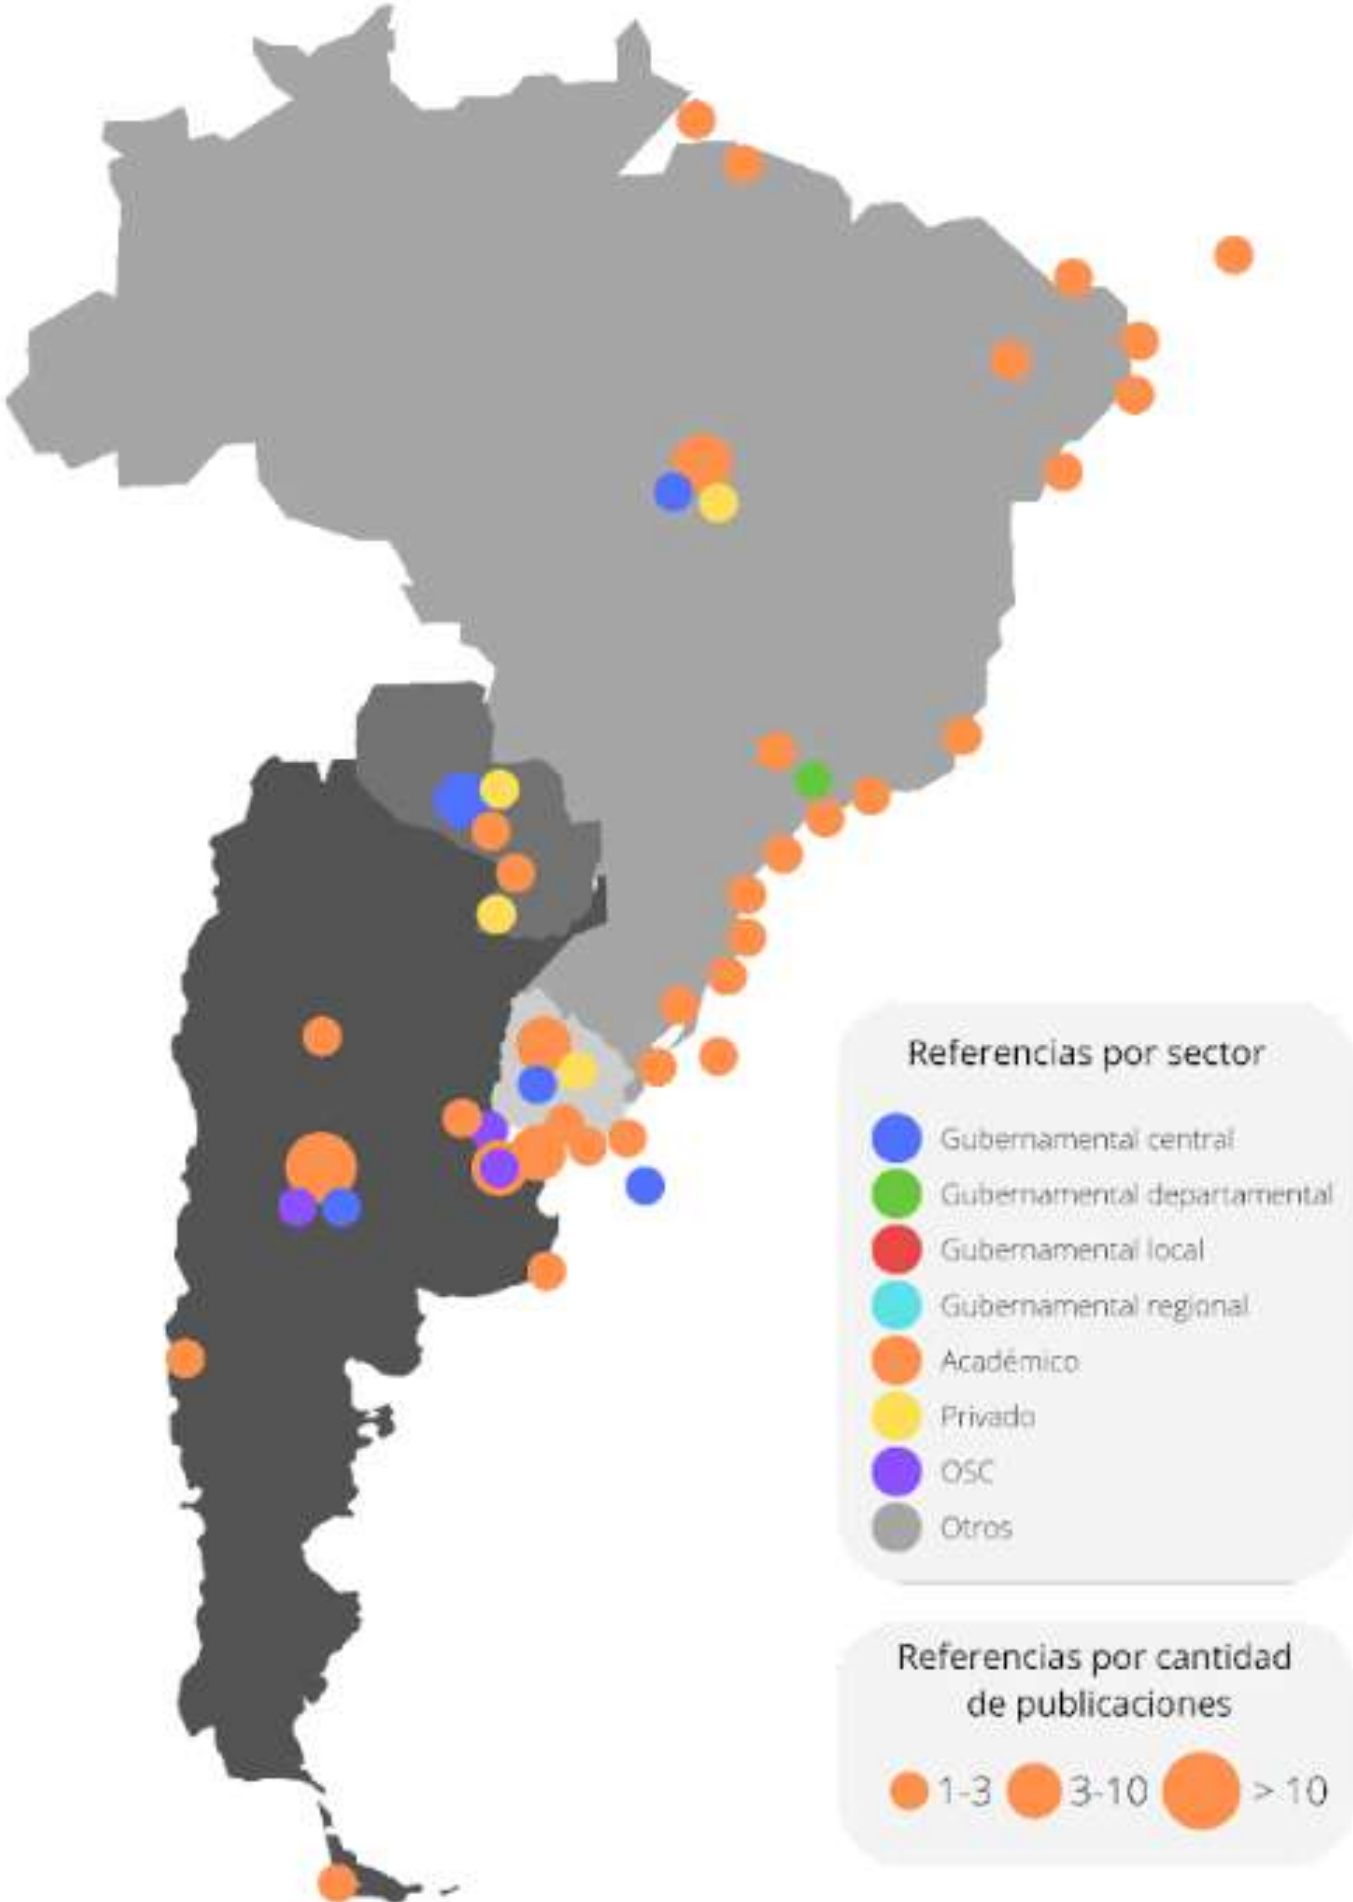 Referencias por sector
Gubernamental central
Gubernamental departamental
Gubernamental local
Gubernamental regional
Académico
Privado
OSC
Otros
Referencias por cantidad
de publicaciones
1-3 3-10 > 10